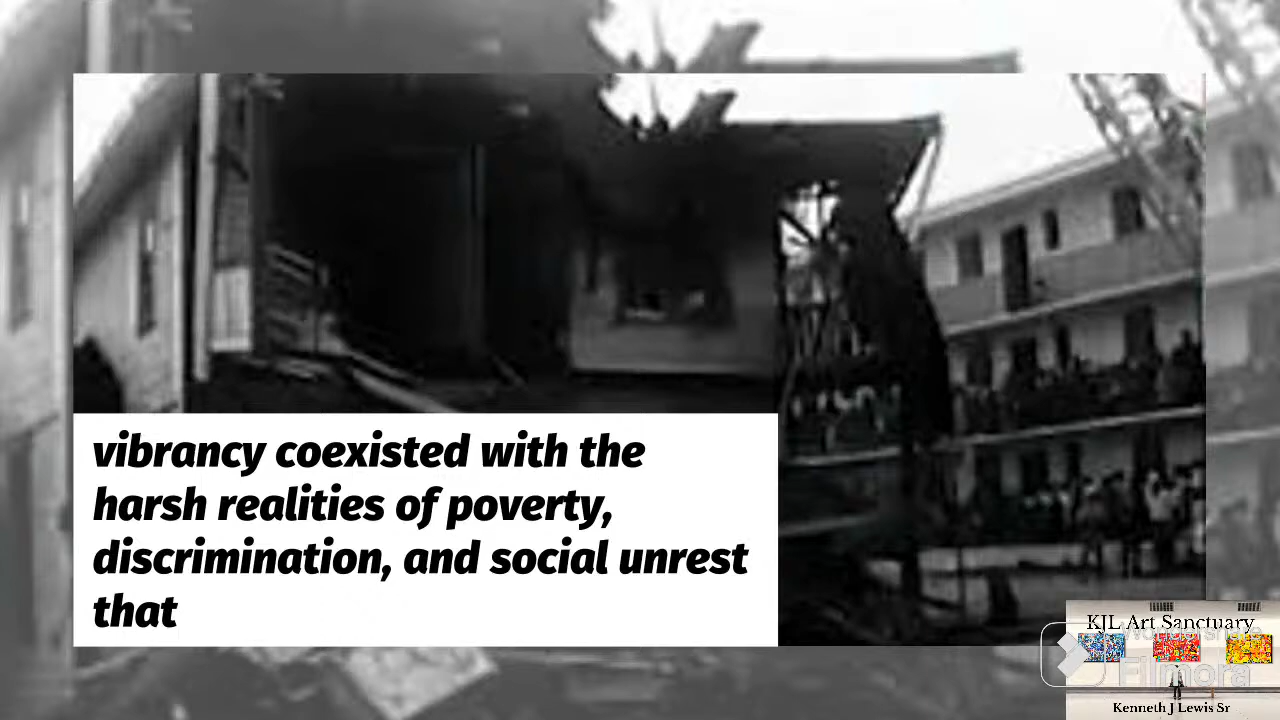 vibrancy coexisted with the
harsh realities of poverty,
discrimination, and social unrest
that
KJL Art Sanctuary
Wondershare
Filmora
Kenneth J Lewis Sr